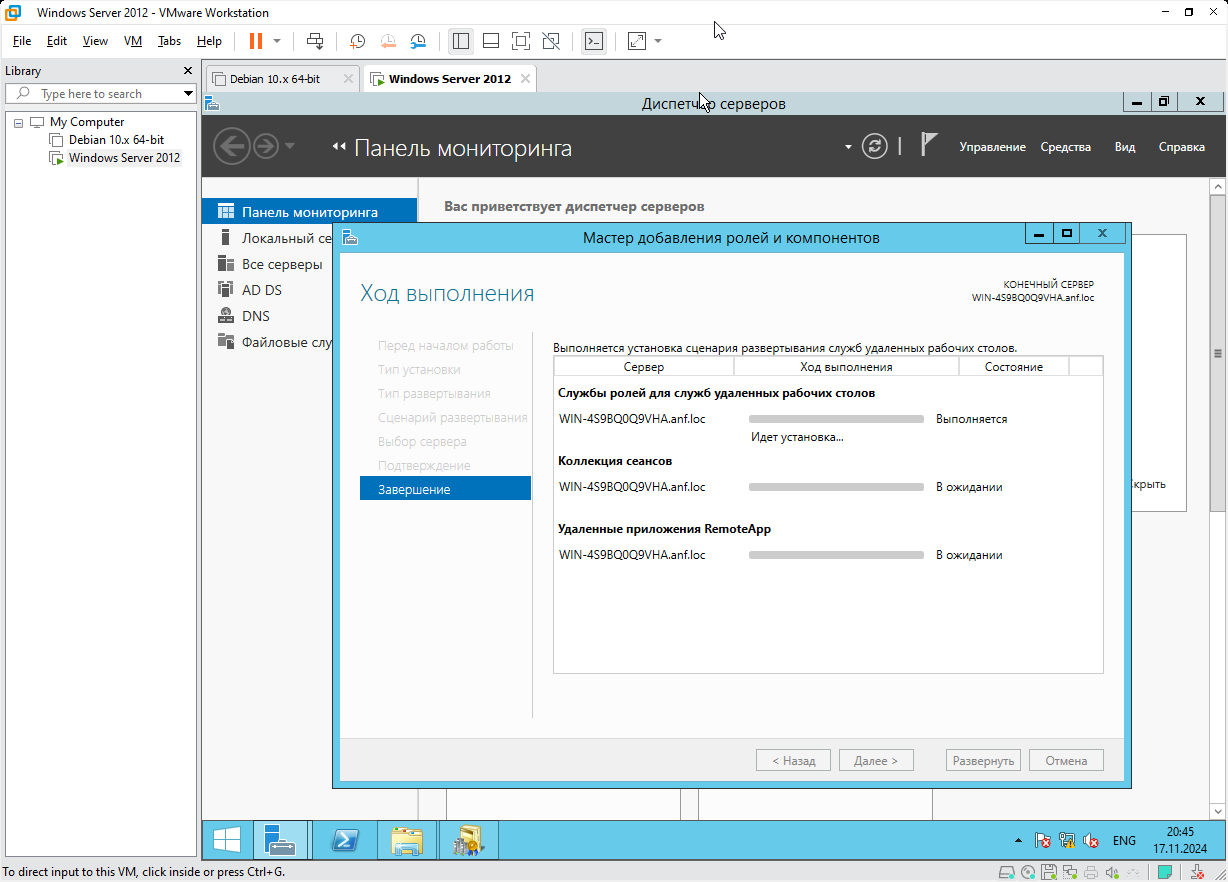 Windows Server 2012 - VMware Workstation
File Edit View VM Tabs Help
Library
Type here to search
My Computer
Debian 10.x 64-bit
Windows Server 2012
Debian 10.x 64-bit
Windows Server 2012
Диспетчер серверов
Панель мониторинга
Управление Средства Вид Справка
Панель мониторинга
Локальный се
Все серверы
AD DS
DNS
Файловые слу
Вас приветствует диспетчер серверов
Мастер добавления ролей и компонентов
Ход выполнения
КОНЕЧНЫЙ СЕРВЕР
WIN-4S9BQ0Q9VHA.anf.loc
Перед началом работы
Тип установки
Тип развертывания
Сценарий развертывания
Выбор сервера
Подтверждение
Завершение
Выполняется установка сценария развертывания служб удаленных рабочих столов.
Сервер Ход выполнения Состояние
Службы ролей для служб удаленных рабочих столов
WIN-4S9BQ0Q9VHA.anf.loc Выполняется
Идет установка...
Коллекция сеансов
WIN-4S9BQ0Q9VHA.anf.loc В ожидании
Удаленные приложения RemoteApp
WIN-4S9BQ0Q9VHA.anf.loc В ожидании
крыть
< Назад Далее > Развернуть Отмена
ENG
20:45
17.11.2024
To direct input to this VM, click inside or press Ctrl+G.